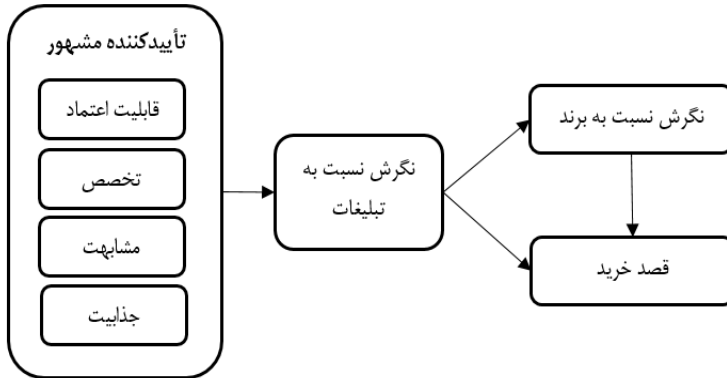 تأییدکننده مشهور
قابلیت اعتماد
تخصص
مشابهت
جذابیت
نگرش نسبت به
تبلیغات
نگرش نسبت به برند
قصد خرید